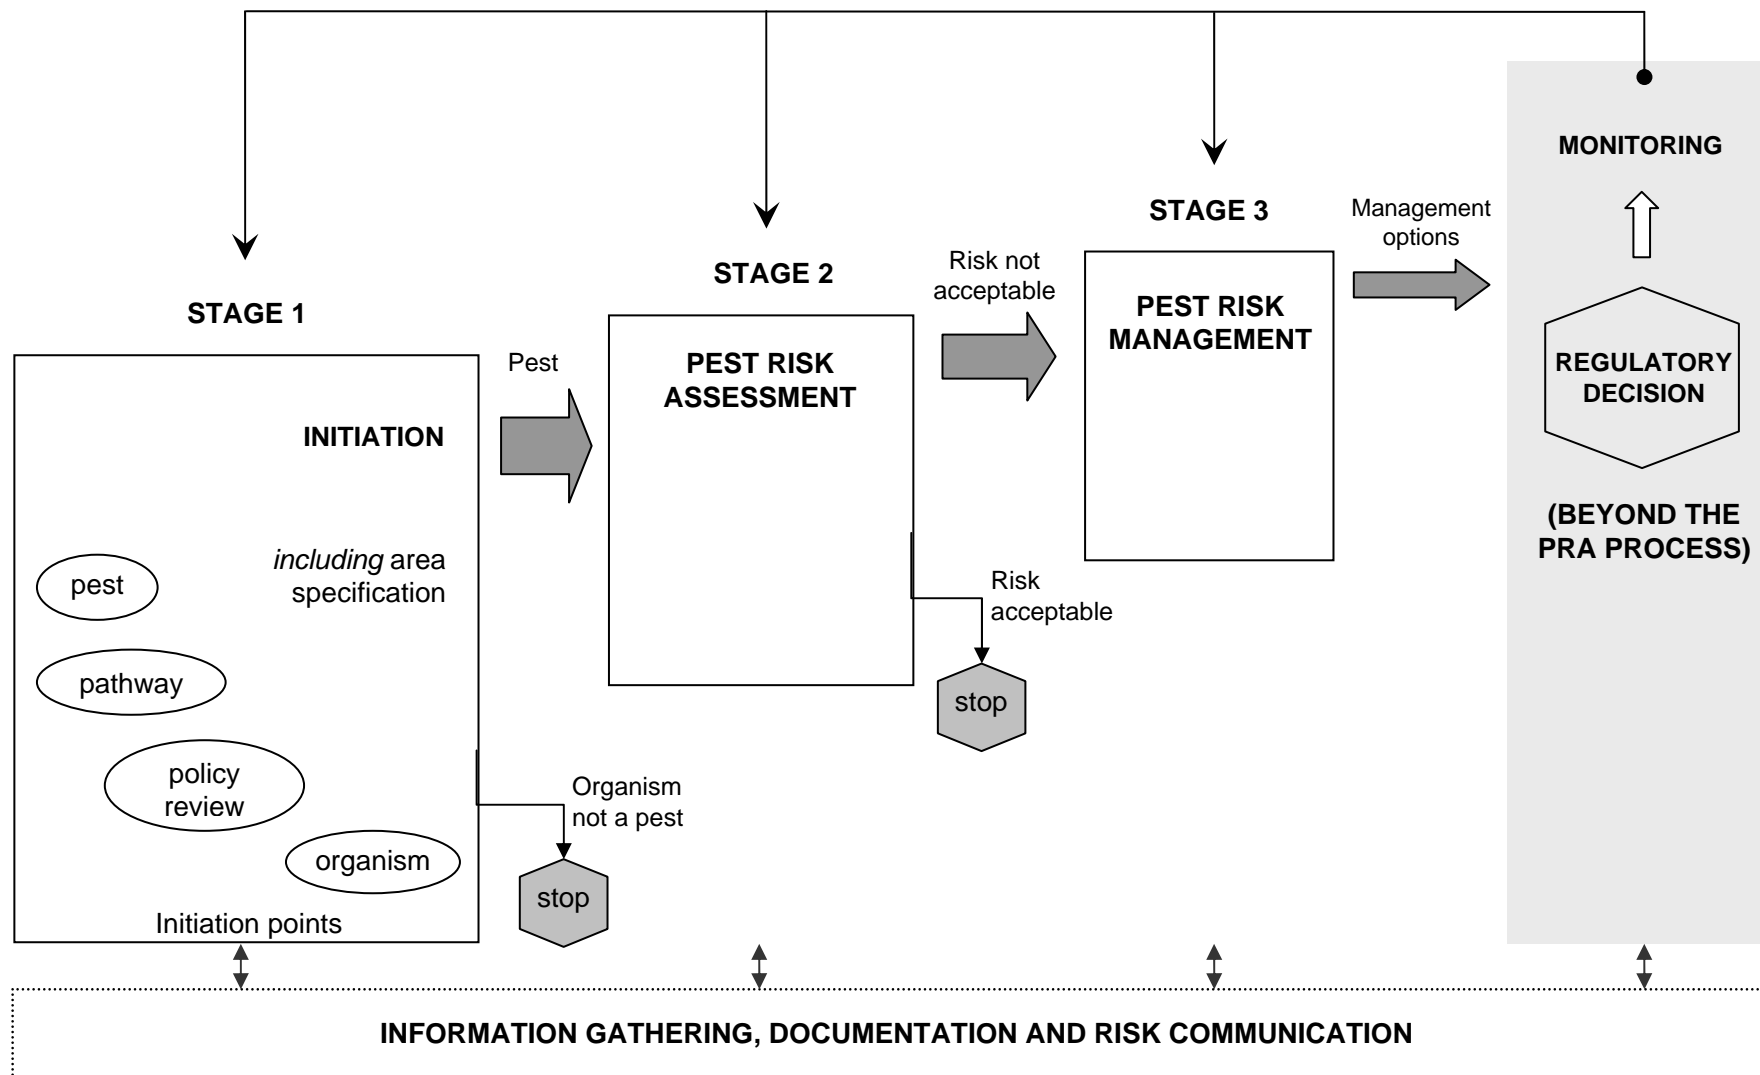 STAGE 1
INITIATION
including area
specification
pest
pathway
policy
review
organism
Initiation points
Pest
Organism
not a pest
stop
STAGE 2
PEST RISK
ASSESSMENT
Risk not
acceptable
Risk
acceptable
stop
STAGE 3
PEST RISK
MANAGEMENT
Management
options
MONITORING
REGULATORY
DECISION
(BEYOND THE
PRA PROCESS)
INFORMATION GATHERING, DOCUMENTATION AND RISK COMMUNICATION